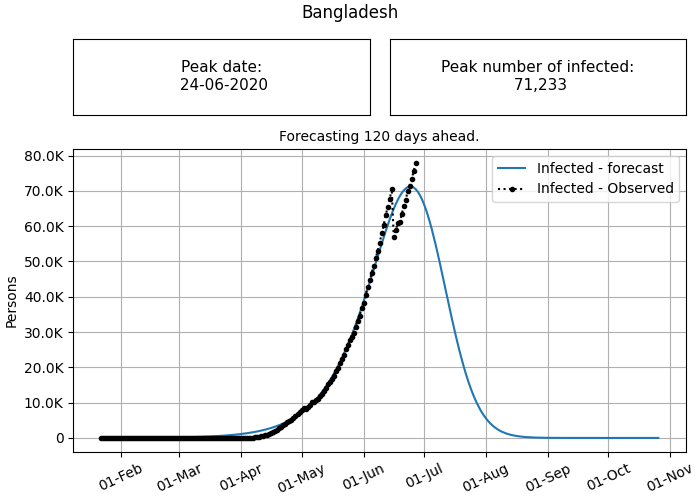 Bangladesh
Peak date:
24-06-2020
Peak number of infected:
71,233
Forecasting 120 days ahead.
80.0K
70.0K
60.0K
50.0K
40.0K
30.0K
20.0K
10.0K
0
Persons
Infected - forecast
Infected - Observed
01-Feb
01-Mar
01-Apr
01-May
01-Jun
01-Jul
01-Aug
01-Sep
01-Oct
01-Nov